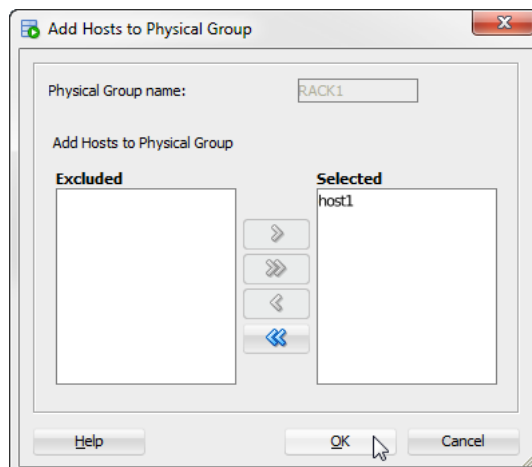 Add Hosts to Physical Group
Physical Group name: RACK1
Add Hosts to Physical Group
Excluded Selected
host1
Help OK Cancel